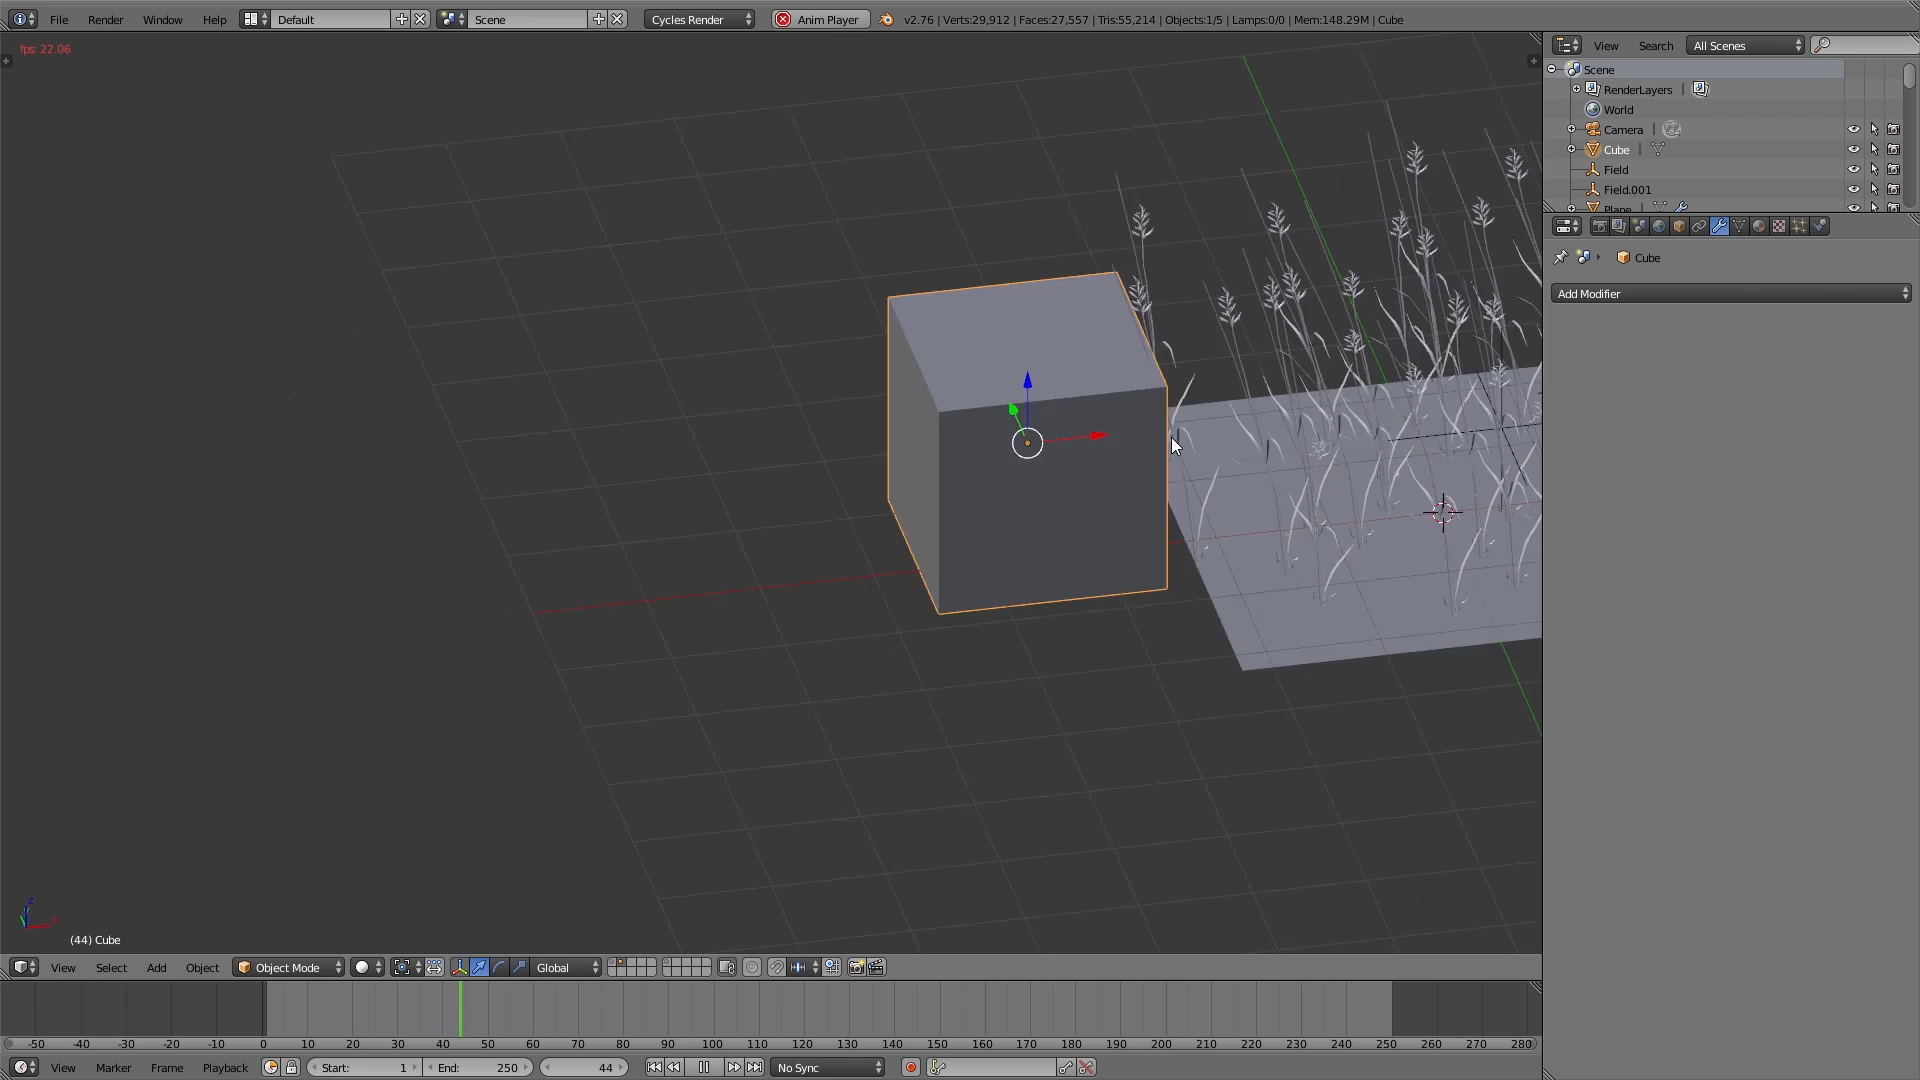 File Render Window Help Default Scene Cycles Render Anim Player v2.76 | Verts:29,912 | Faces:27,557 | Tris:55,214 | Objects:1/5 | Lamps:0/0 | Mem:148.29M | Cube
fps: 22.06
View Search All Scenes
Scene
RenderLayers
World
Camera
Cube
Field
Field.001
Plane
Cube
Add Modifier
z
x
(44) Cube
View Select Add Object Object Mode Global
-50 -40 -30 -20 -10 0 10 20 30 40 50 60 70 80 90 100 110 120 130 140 150 160 170 180 190 200 210 220 230 240 250 260 270 280
View Marker Frame Playback Start: 1 End: 250 44 No Sync